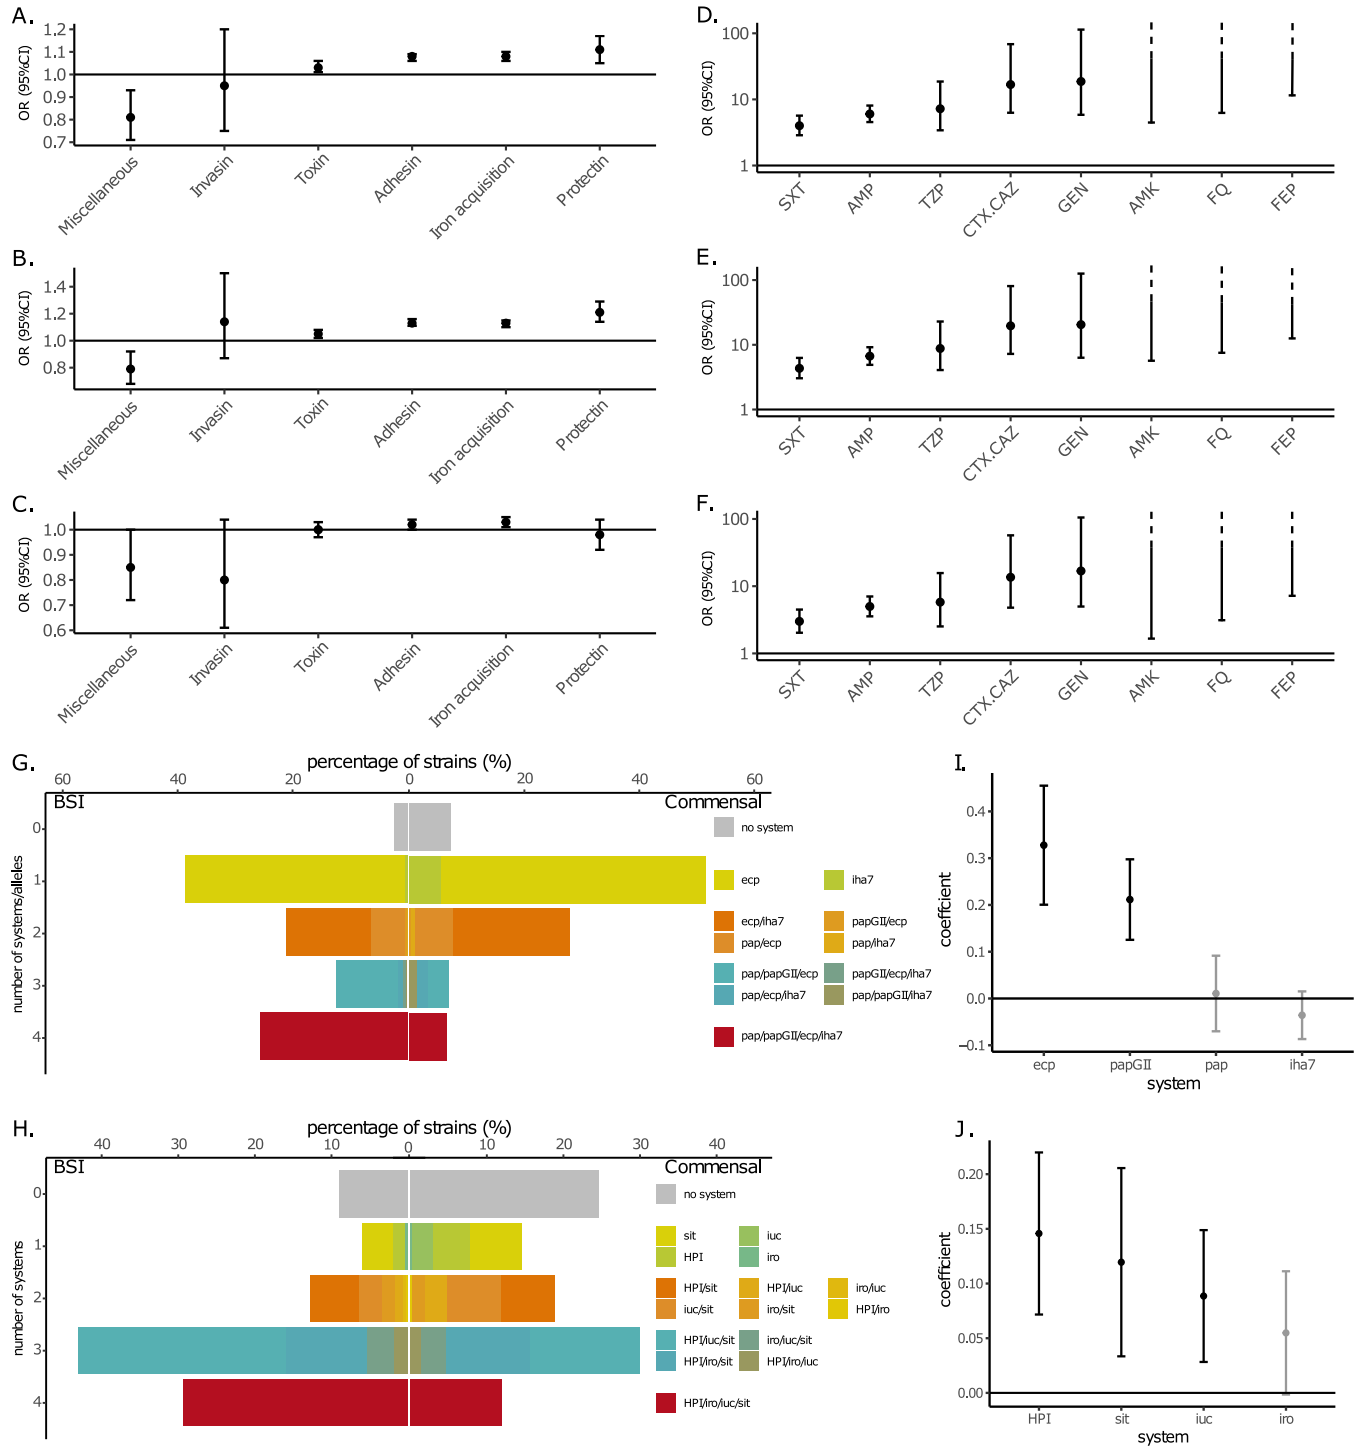 A.
OR (95%CI)
1.2
1.1
1.0
0.9
0.8
0.7
Miscellaneous
Invasin
Toxin
Adhesin
Iron acquisition
Protectin
B.
OR (95%CI)
1.4
1.2
1.0
0.8
Miscellaneous
Invasin
Toxin
Adhesin
Iron acquisition
Protectin
C.
OR (95%CI)
1.0
0.9
0.8
0.7
0.6
Miscellaneous
Invasin
Toxin
Adhesin
Iron acquisition
Protectin
D.
OR (95%CI)
100
10
1
SXT
AMP
TZP
CTX.CAZ
GEN
AMK
FQ
FEP
E.
OR (95%CI)
100
10
1
SXT
AMP
TZP
CTX.CAZ
GEN
AMK
FQ
FEP
F.
OR (95%CI)
100
10
1
SXT
AMP
TZP
CTX.CAZ
GEN
AMK
FQ
FEP
G.
percentage of strains (%)
60 40 20 0 20 40 60
BSI Commensal
number of systems/alleles
0
1
2
3
4
no system
ecp iha7
ecp/iha7 papGII/ecp
pap/ecp pap/iha7
pap/papGII/ecp papGII/ecp/iha7
pap/ecp/iha7 pap/papGII/iha7
pap/papGII/ecp/iha7
H.
percentage of strains (%)
40 30 20 10 0 10 20 30 40
BSI Commensal
number of systems
0
1
2
3
4
no system
sit iuc
HPI iro
HPI/sit HPI/iuc iro/iuc
iuc/sit iro/sit HPI/iro
HPI/iuc/sit iro/iuc/sit
HPI/iro/sit HPI/iro/iuc
HPI/iro/iuc/sit
I.
coeffcient
0.4
0.3
0.2
0.1
0.0
−0.1
ecp papGII pap iha7
system
J.
coefficient
0.20
0.15
0.10
0.05
0.00
HPI sit iuc iro
system